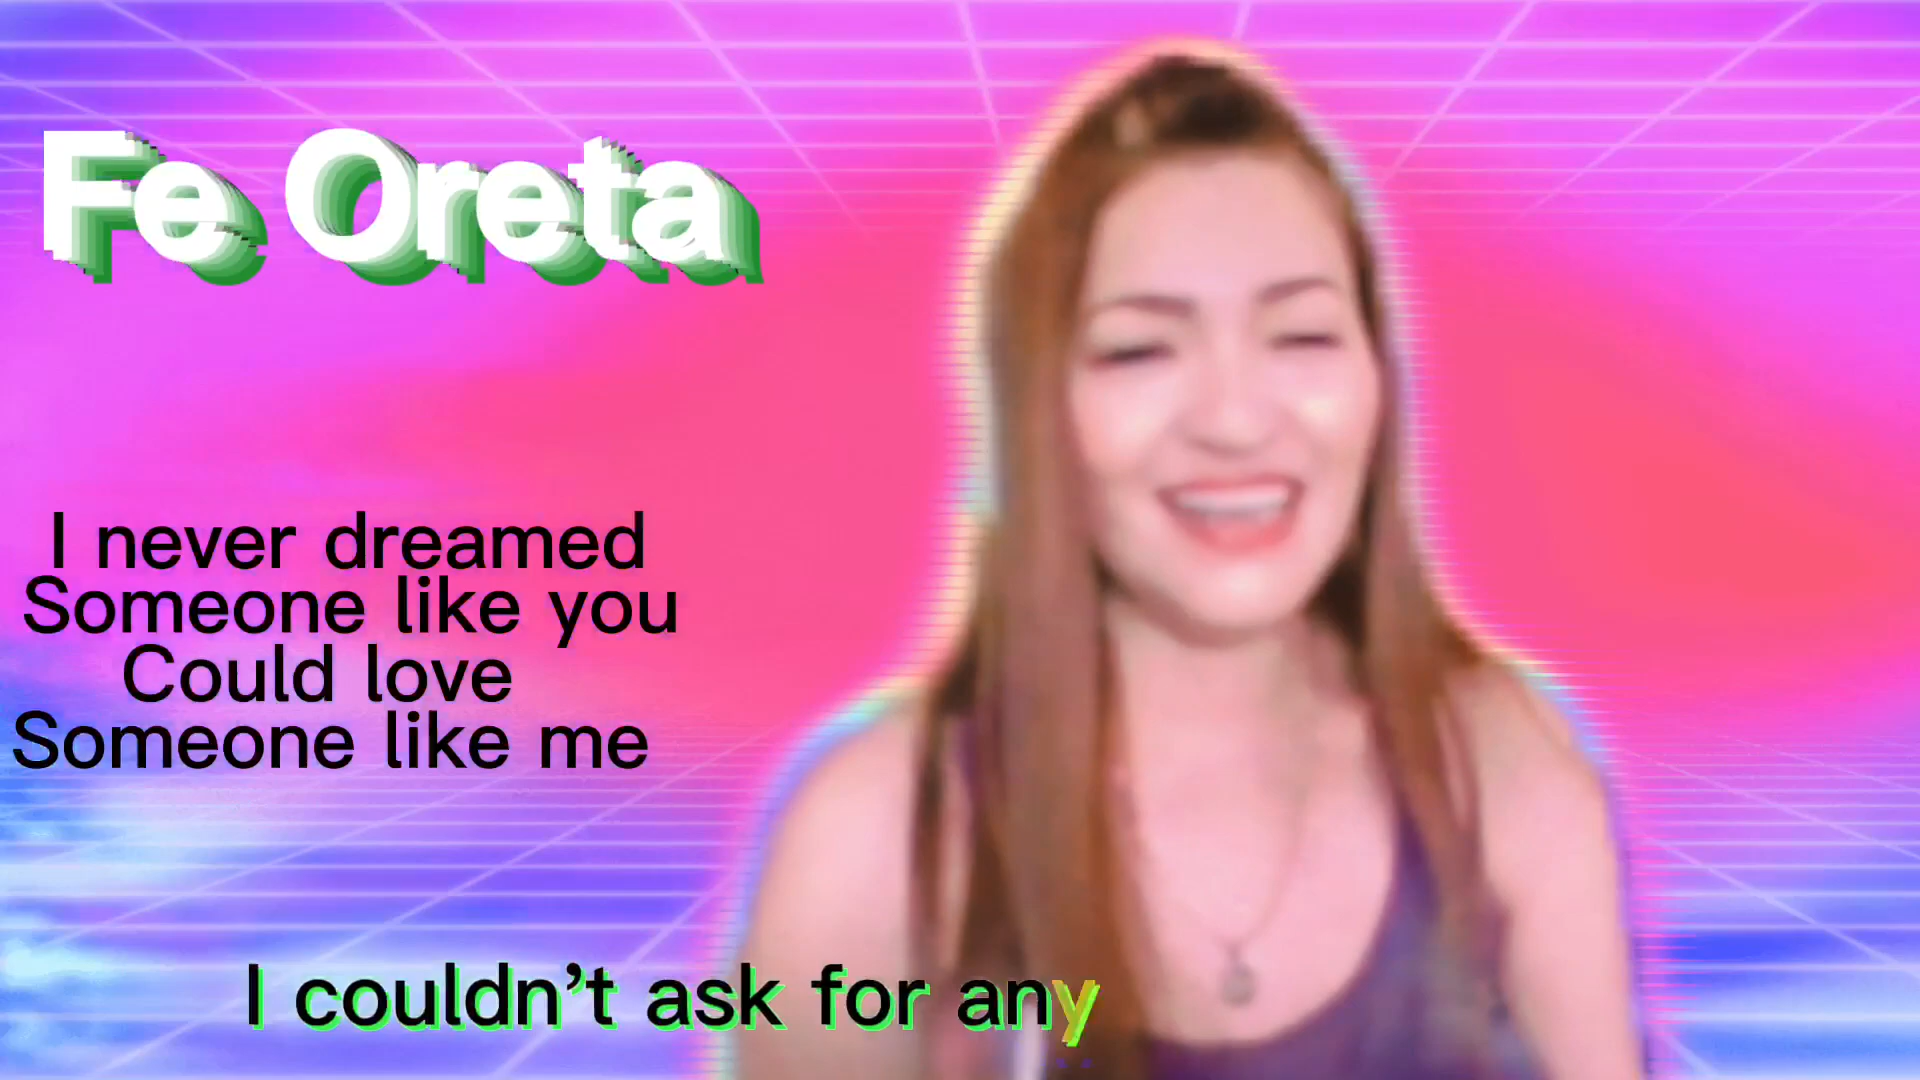 Fe Oreta
I never dreamed
Someone like you
Could love
Someone like me
I couldn’t ask for any